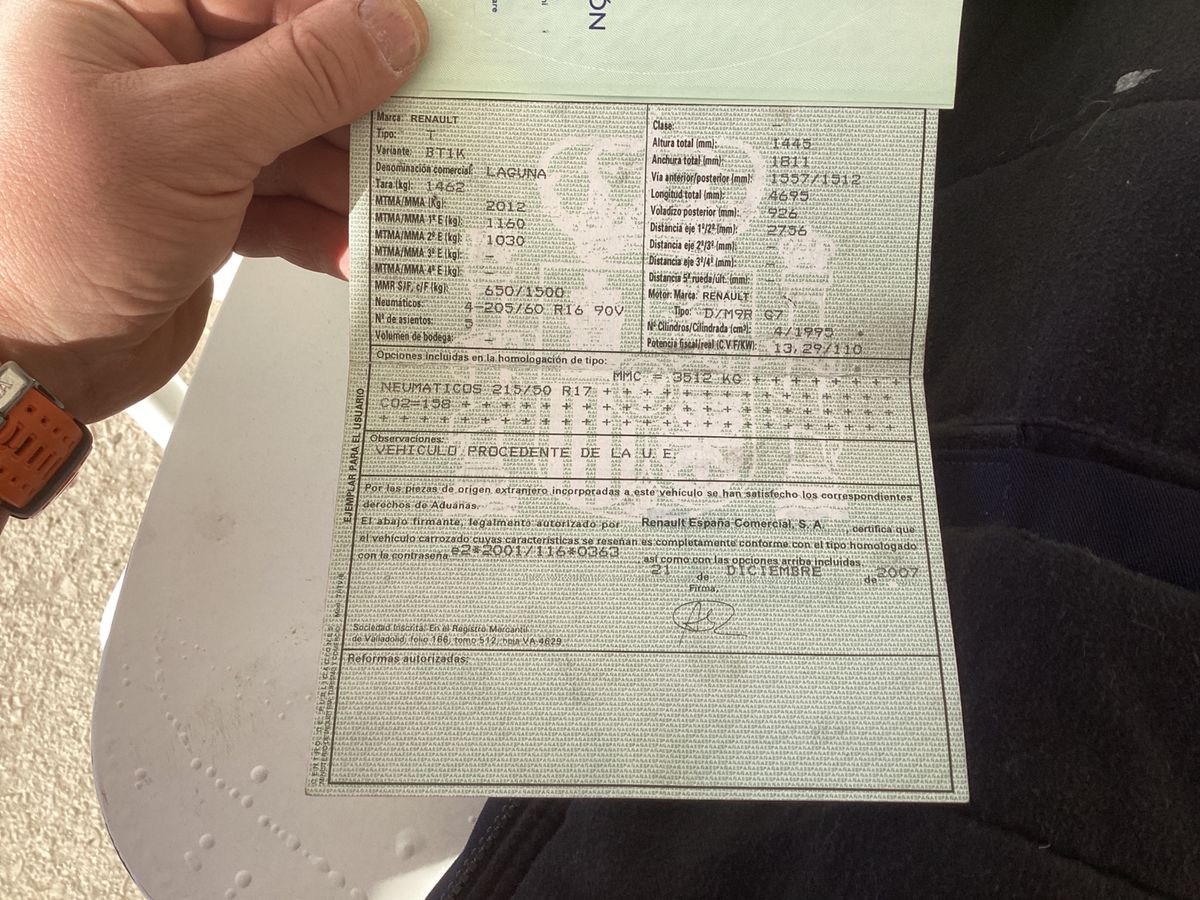 ÓN
Marca: RENAULT
Tipo: T
Variante: BT1K
Denominación comercial: LAGUNA
Tara (kg): 1462
MTMA/MMA (Kg): 2012
MTMA/MMA 1º E (kg): 1160
MTMA/MMA 2º E (kg): 1030
MTMA/MMA 3º E (kg): -
MTMA/MMA 4º E (kg): -
MMR S/F, c/F (kg): 650/1500
Neumáticos: 4-205/60 R16 90V
Nº de asientos: 5
Volumen de bodega: -
Clase: -
Altura total (mm): 1445
Anchura total (mm): 1811
Vía anterior/posterior (mm): 1557/1512
Longitud total (mm): 4695
Voladizo posterior (mm): 926
Distancia eje 1º/2º (mm): 2756
Distancia eje 2º/3º (mm): -
Distancia eje 3º/4º (mm): -
Distancia 5ª rueda/últ. (mm): -
Motor: Marca: RENAULT
Tipo: D/M9R G7
Nº Cilindros/Cilindrada (cm³): 4/1995
Potencia fiscal/real (C.V.F/KW): 13,29/110
Opciones incluidas en la homologación de tipo:
MMC = 3512 KG + + + + + + + +
NEUMATICOS 215/50 R17 + + + + + + + + + + + + + + +
CO2=158 + + + + + + + + + + + + + + + + + + + + + +
Observaciones:
VEHICULO PROCEDENTE DE LA U.E.
Por las piezas de origen extranjero incorporadas a este vehículo se han satisfecho los correspondientes
derechos de Aduanas.
El abajo firmante, legalmente autorizado por Renault España Comercial, S. A. certifica que
el vehículo carrozado cuyas características se reseñan es completamente conforme con el tipo homologado
con la contraseña e2*2001/116*0363, así como con las opciones arriba incluidas.
21 de DICIEMBRE de 2007
Firma,
Sociedad Inscrita: En el Registro Mercantil
de Valladolid, folio 166, tomo 512, hoja VA-4629
Reformas autorizadas:
EJEMPLAR PARA EL USUARIO